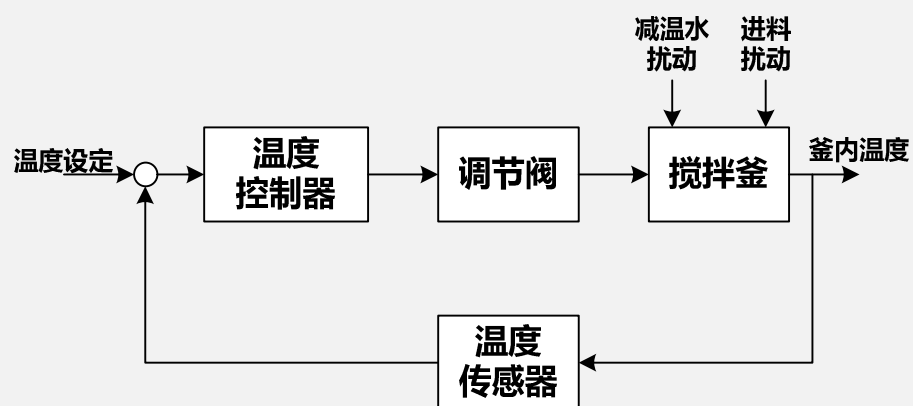 减温水
扰动
进料
扰动
温度设定
温度
控制器
调节阀
搅拌釜
釜内温度
温度
传感器